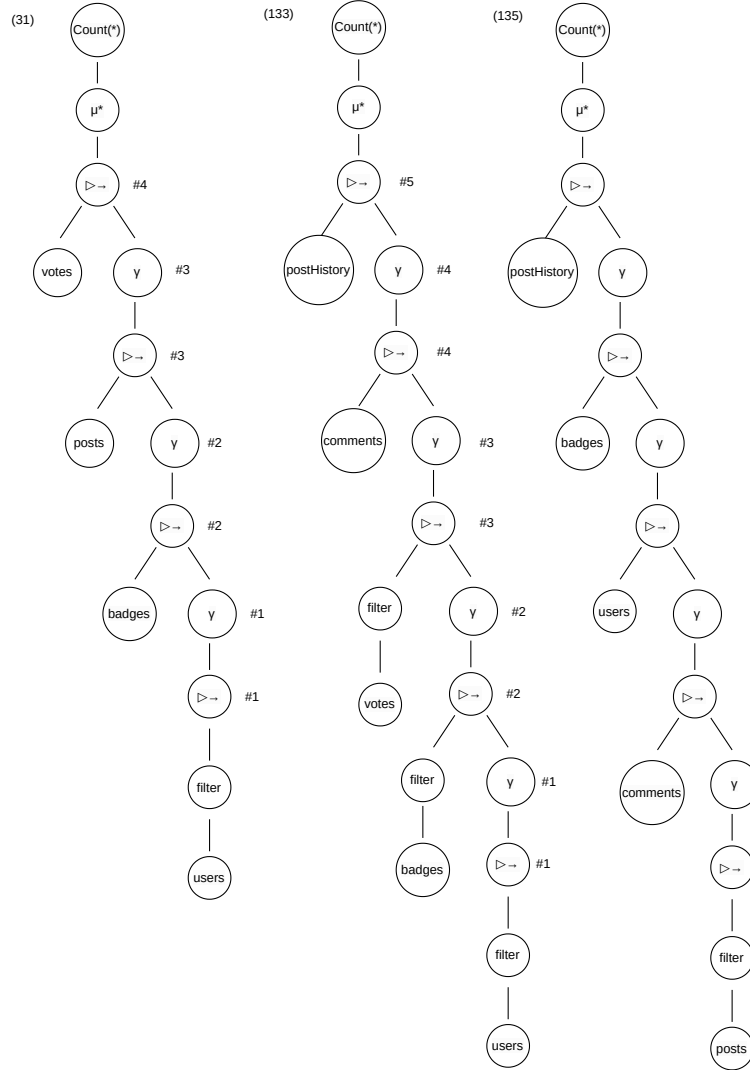 (31)
Count(*)
μ*
▷→ #4
votes
γ #3
▷→ #3
posts
γ #2
▷→ #2
badges
γ #1
▷→ #1
filter
users
(133)
Count(*)
μ*
▷→ #5
postHistory
γ #4
▷→ #4
comments
γ #3
▷→ #3
filter
γ #2
votes
▷→ #2
filter
γ #1
badges
▷→ #1
filter
users
(135)
Count(*)
μ*
▷→
postHistory
γ
▷→
badges
γ
▷→
users
γ
▷→
comments
γ
▷→
filter
posts